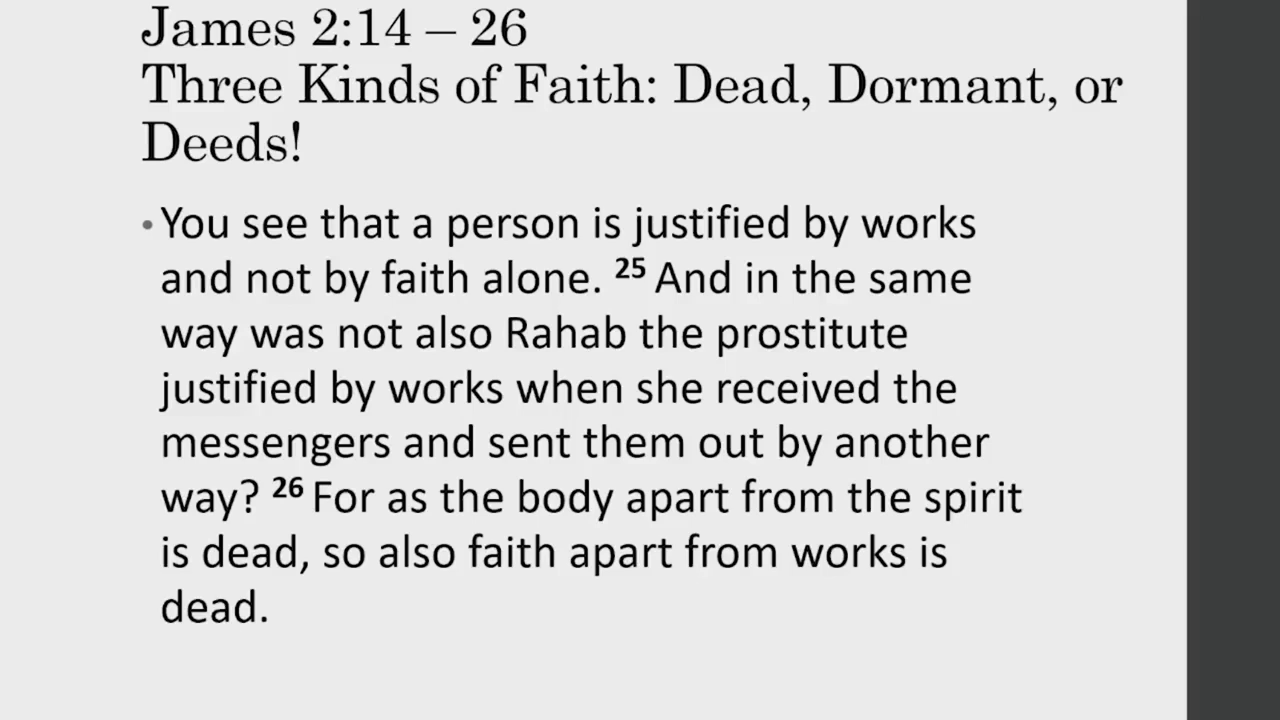 James 2:14 – 26
Three Kinds of Faith: Dead, Dormant, or
Deeds!
• You see that a person is justified by works
and not by faith alone. 25 And in the same
way was not also Rahab the prostitute
justified by works when she received the
messengers and sent them out by another
way? 26 For as the body apart from the spirit
is dead, so also faith apart from works is
dead.